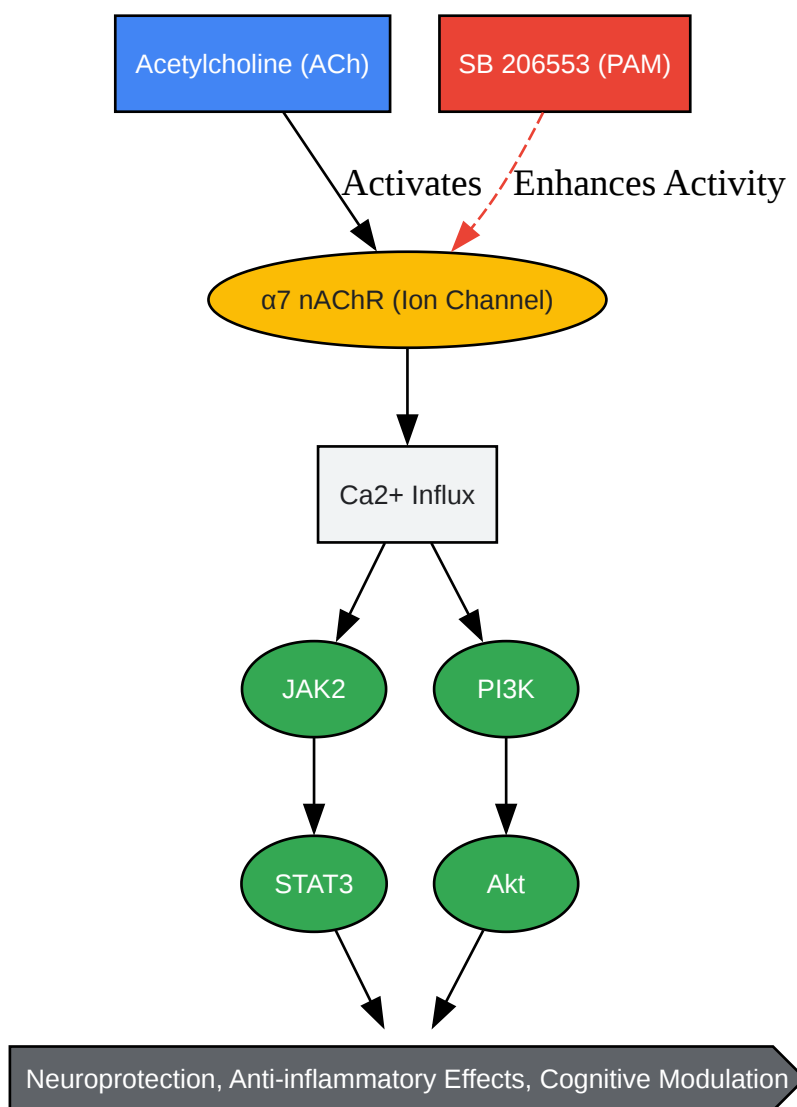 Acetylcholine (ACh)
SB 206553 (PAM)
Activates
Enhances Activity
α7 nAChR (Ion Channel)
Ca2+ Influx
JAK2
PI3K
STAT3
Akt
Neuroprotection, Anti-inflammatory Effects, Cognitive Modulation